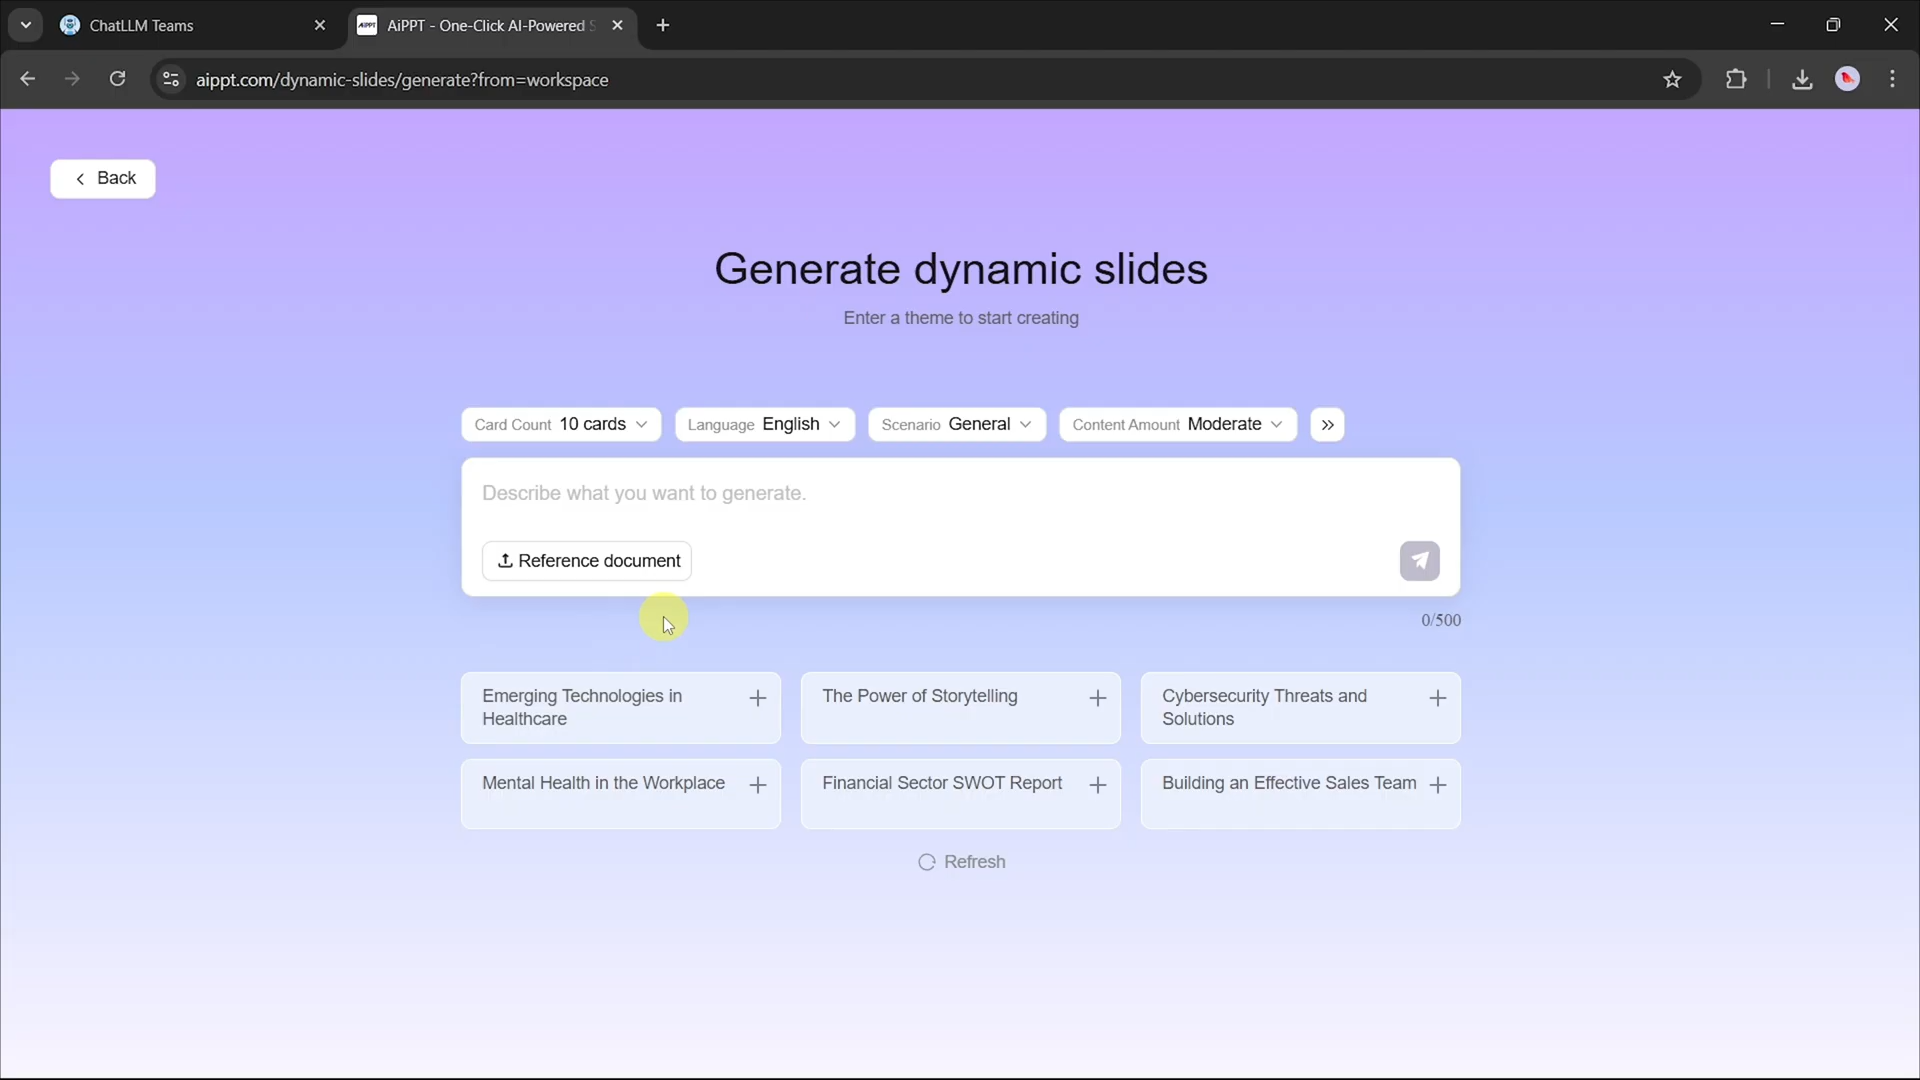 ChatLLM Teams
AiPPT
AiPPT - One-Click AI-Powered S
aippt.com/dynamic-slides/generate?from=workspace
Back
Generate dynamic slides
Enter a theme to start creating
Card Count 10 cards Language English Scenario General Content Amount Moderate
Describe what you want to generate.
Reference document
0/500
Emerging Technologies in
Healthcare
The Power of Storytelling
Cybersecurity Threats and
Solutions
Mental Health in the Workplace
Financial Sector SWOT Report
Building an Effective Sales Team
Refresh